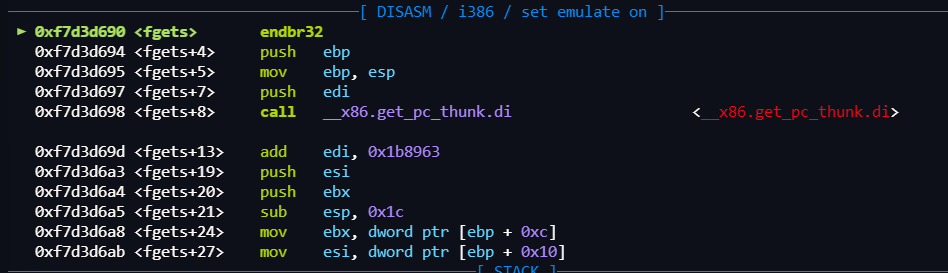 [ DISASM / i386 / set emulate on ]
► 0xf7d3d690 <fgets> endbr32
0xf7d3d694 <fgets+4> push ebp
0xf7d3d695 <fgets+5> mov ebp, esp
0xf7d3d697 <fgets+7> push edi
0xf7d3d698 <fgets+8> call __x86.get_pc_thunk.di <__x86.get_pc_thunk.di>
0xf7d3d69d <fgets+13> add edi, 0x1b8963
0xf7d3d6a3 <fgets+19> push esi
0xf7d3d6a4 <fgets+20> push ebx
0xf7d3d6a5 <fgets+21> sub esp, 0x1c
0xf7d3d6a8 <fgets+24> mov ebx, dword ptr [ebp + 0xc]
0xf7d3d6ab <fgets+27> mov esi, dword ptr [ebp + 0x10]
[ STACK ]